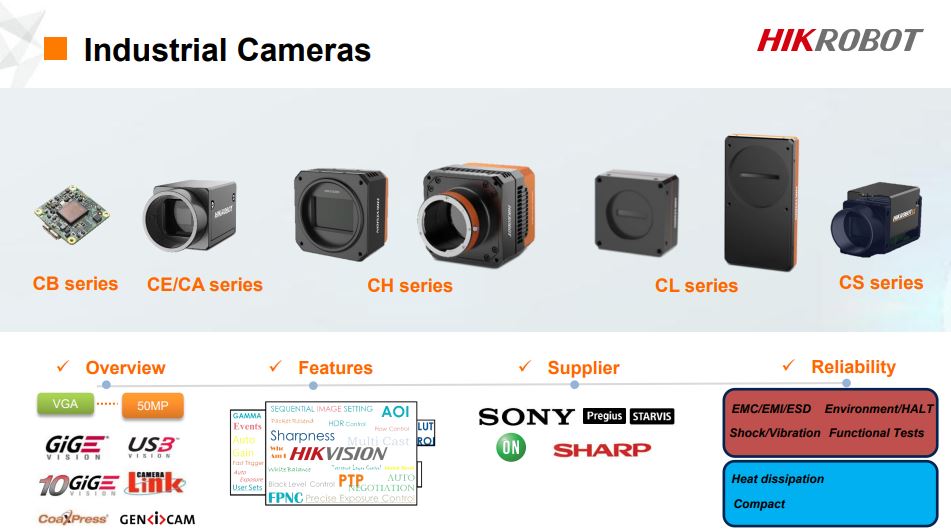 Industrial Cameras
HIKROBOT
HIKROBOT
HIKROBOT
CB series
CE/CA series
CH series
CL series
CS series
Overview
Features
Supplier
Reliability
VGA
50MP
GiGE VISION
USB3 VISION
10GiGE VISION
CAMERA Link
CoaXPress
GEN<i>CAM
GAMMA
Events
Auto
Gain
Fast Trigger
Auto
Exposure
User Sets
SEQUENTIAL IMAGE SETTING
AOI
Packet Resend
HDR Control
Flow Control
Sharpness
Multi Cast
HIKVISION
White Balance
Black Level Control
PTP
AUTO
NEGOTIATION
FPNC
Precise Exposure Control
LUT
ROI
SONY
Pregius
STARVIS
ON
SHARP
EMC/EMI/ESD Environment/HALT
Shock/Vibration Functional Tests
Heat dissipation
Compact